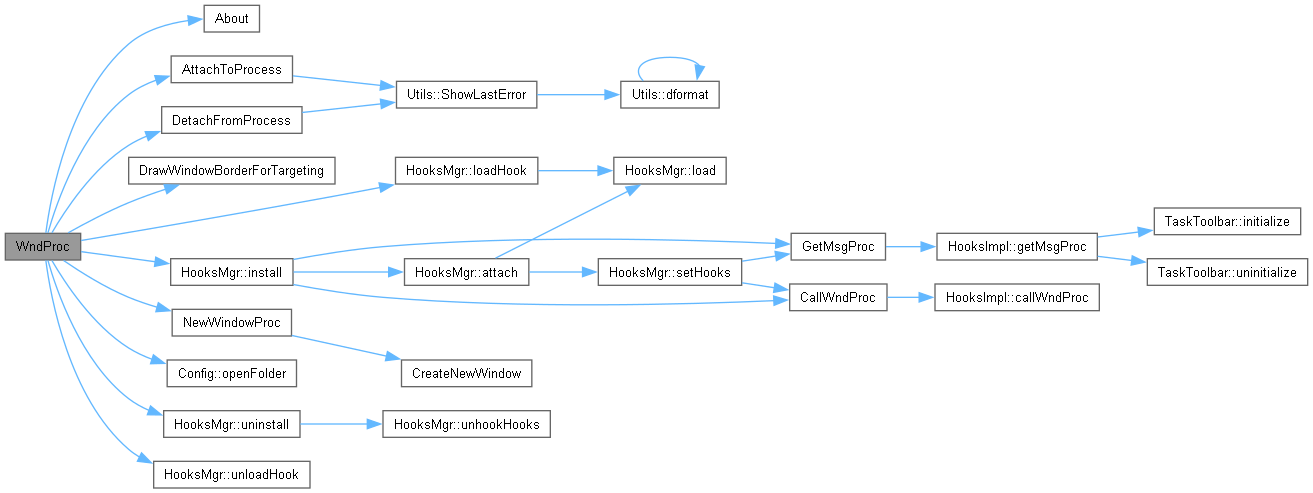 About
AttachToProcess
Utils::ShowLastError
Utils::dformat
DetachFromProcess
DrawWindowBorderForTargeting
HooksMgr::loadHook
HooksMgr::load
WndProc
HooksMgr::install
HooksMgr::attach
HooksMgr::setHooks
GetMsgProc
HooksImpl::getMsgProc
TaskToolbar::initialize
TaskToolbar::uninitialize
CallWndProc
HooksImpl::callWndProc
NewWindowProc
CreateNewWindow
Config::openFolder
HooksMgr::uninstall
HooksMgr::unhookHooks
HooksMgr::unloadHook